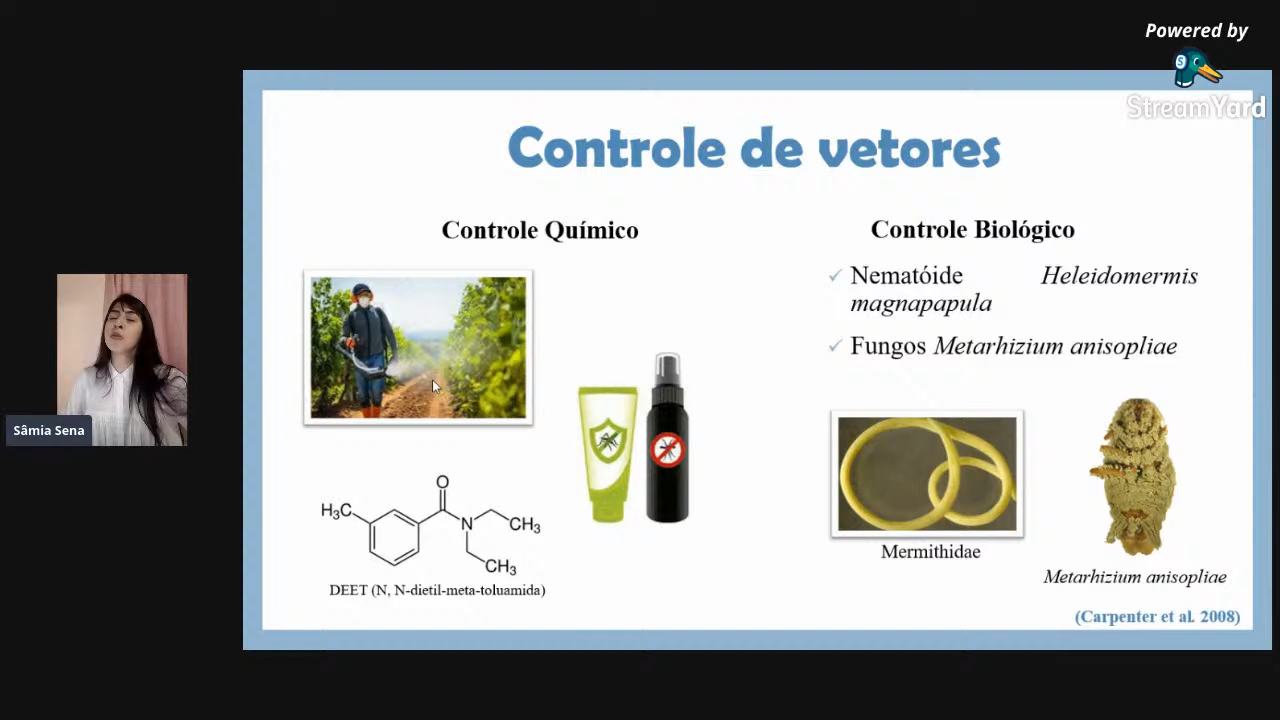 Powered by
S
StreamYard
Controle de vetores
Controle Químico
Controle Biológico
Nematóide Heleidomermis
magnapapula
Fungos Metarhizium anisopliae
Sâmia Sena
O
H₃C
N
CH₃
CH₃
DEET (N, N-dietil-meta-toluamida)
Mermithidae
Metarhizium anisopliae
(Carpenter et al. 2008)